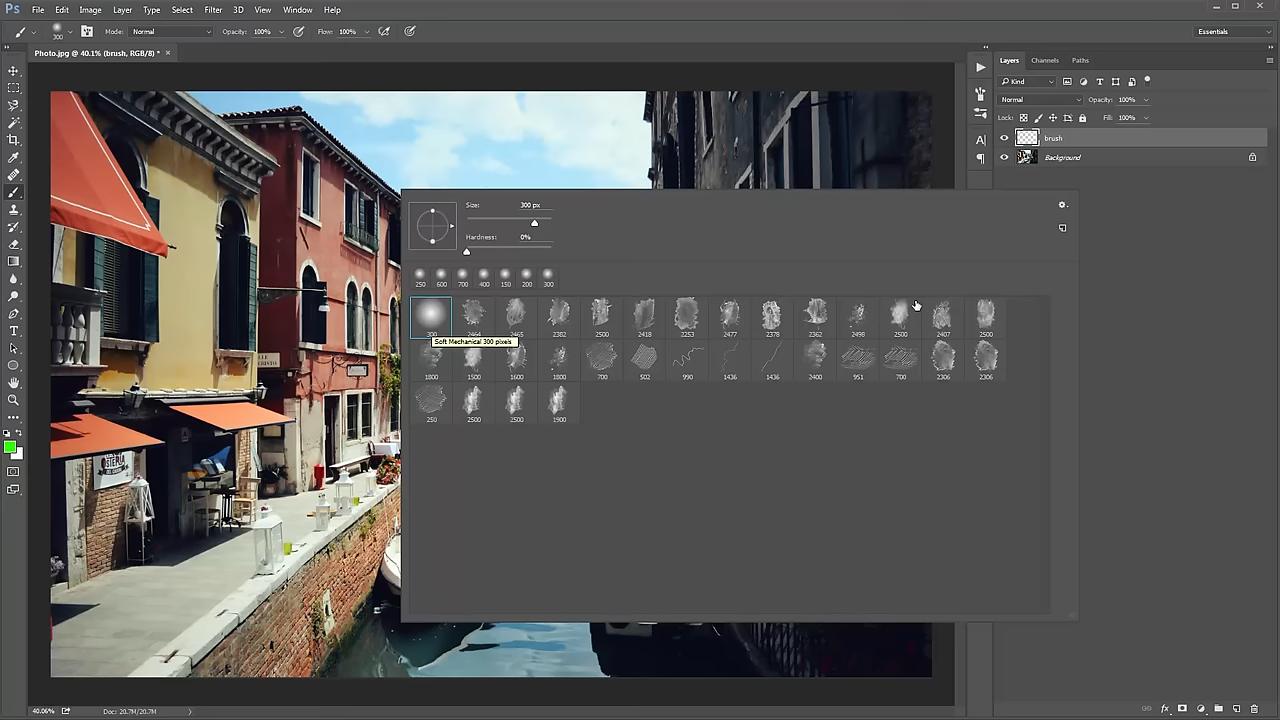 Ps File Edit Image Layer Type Select Filter 3D View Window Help
300 Mode: Normal Opacity: 100% Flow: 100% Essentials
Photo.jpg @ 40.1% (brush, RGB/8) * ×
Layers Channels Paths
Kind
Normal Opacity: 100%
Lock: Fill: 100%
brush
Background
Size: 300 px
Hardness: 0%
250 600 700 400 150 200 300
300 2464 2465 2382 2500 2418 2253 2477 2378 2362 2498 2500 2407 2500
Soft Mechanical 300 pixels
1800 1500 1600 1800 700 502 990 1436 1436 2400 951 700 2306 2306
250 2500 2500 1900
40.06% Doc: 20.7M/20.7M